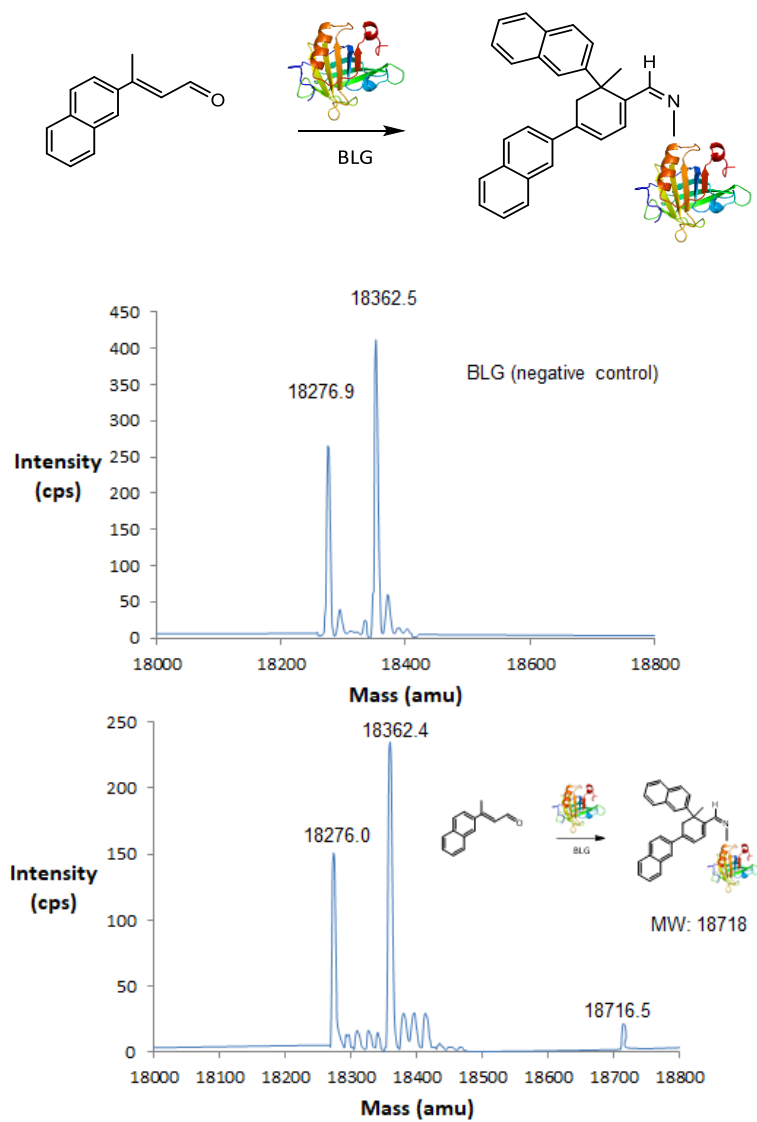 O
BLG
H
N
18362.5
450
400
350
300
250
200
150
100
50
0
18276.9
BLG (negative control)
Intensity
(cps)
18000
18200
18400
18600
18800
Mass (amu)
250
200
150
100
50
0
18362.4
18276.0
O
BLG
H
N
MW: 18718
18716.5
Intensity
(cps)
18000 18100 18200 18300 18400 18500 18600 18700 18800
Mass (amu)